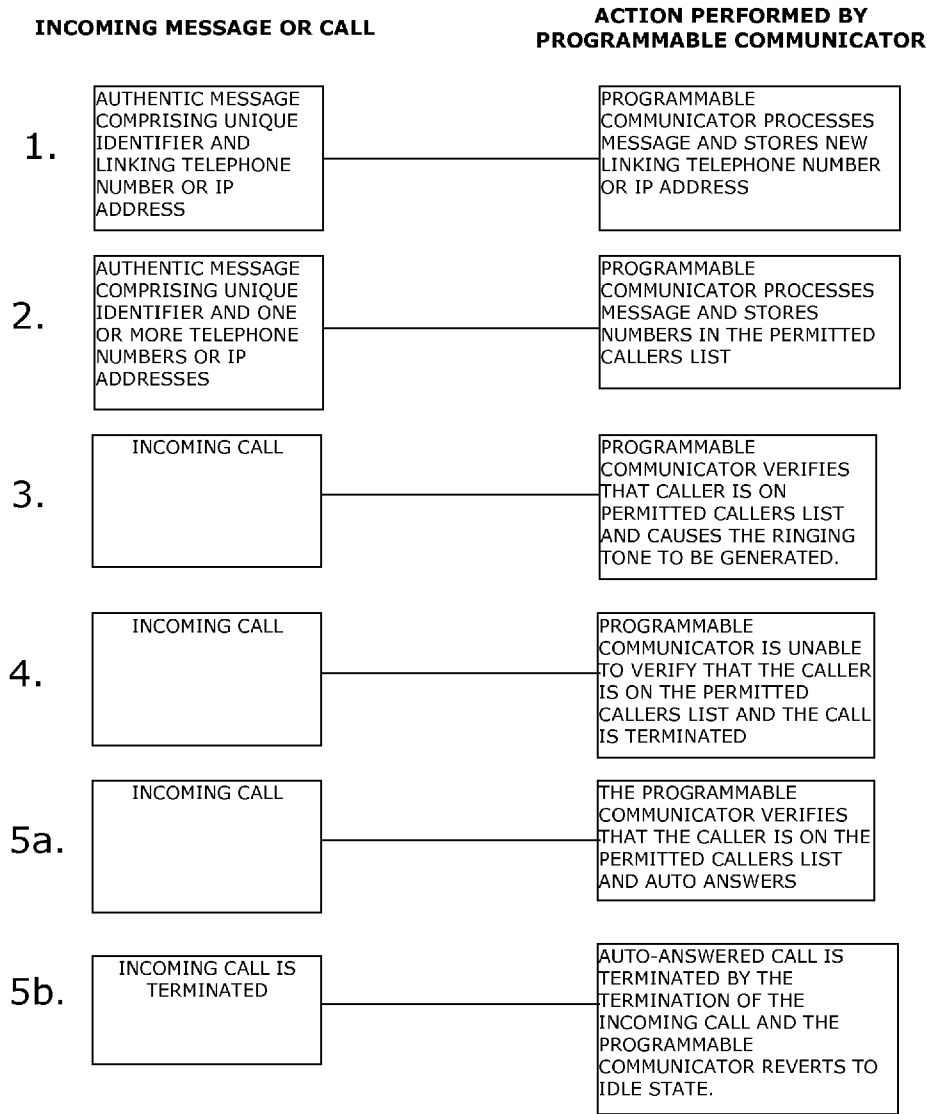 INCOMING MESSAGE OR CALL
ACTION PERFORMED BY
PROGRAMMABLE COMMUNICATOR
1.
AUTHENTIC MESSAGE
COMPRISING UNIQUE
IDENTIFIER AND
LINKING TELEPHONE
NUMBER OR IP
ADDRESS
PROGRAMMABLE
COMMUNICATOR PROCESSES
MESSAGE AND STORES NEW
LINKING TELEPHONE NUMBER
OR IP ADDRESS
2.
AUTHENTIC MESSAGE
COMPRISING UNIQUE
IDENTIFIER AND ONE
OR MORE TELEPHONE
NUMBERS OR IP
ADDRESSES
PROGRAMMABLE
COMMUNICATOR PROCESSES
MESSAGE AND STORES
NUMBERS IN THE PERMITTED
CALLERS LIST
3.
INCOMING CALL
PROGRAMMABLE
COMMUNICATOR VERIFIES
THAT CALLER IS ON
PERMITTED CALLERS LIST
AND CAUSES THE RINGING
TONE TO BE GENERATED.
4.
INCOMING CALL
PROGRAMMABLE
COMMUNICATOR IS UNABLE
TO VERIFY THAT THE CALLER
IS ON THE PERMITTED
CALLERS LIST AND THE CALL
IS TERMINATED
5a.
INCOMING CALL
THE PROGRAMMABLE
COMMUNICATOR VERIFIES
THAT THE CALLER IS ON THE
PERMITTED CALLERS LIST
AND AUTO ANSWERS
5b.
INCOMING CALL IS
TERMINATED
AUTO-ANSWERED CALL IS
TERMINATED BY THE
TERMINATION OF THE
INCOMING CALL AND THE
PROGRAMMABLE
COMMUNICATOR REVERTS TO
IDLE STATE.